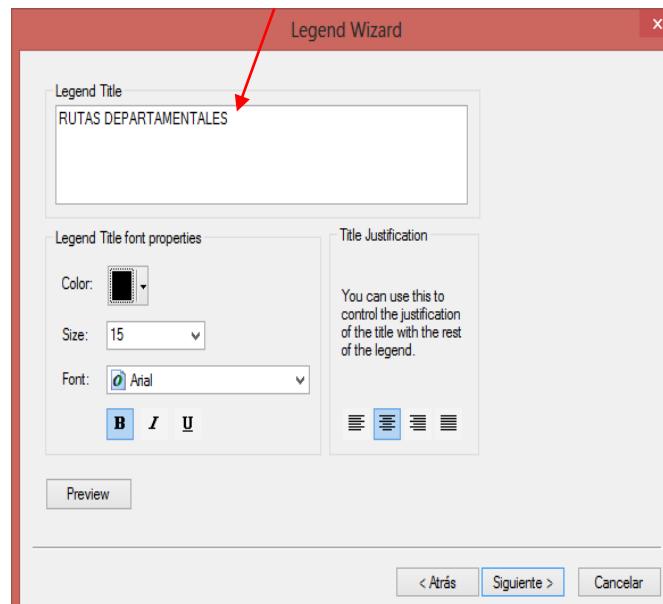 Legend Wizard
x
Legend Title
RUTAS DEPARTAMENTALES
Legend Title font properties
Title Justification
Color:
You can use this to
control the justification
of the title with the rest
of the legend.
Size:
15
Font:
Arial
B I U
Preview
< Atrás
Siguiente >
Cancelar